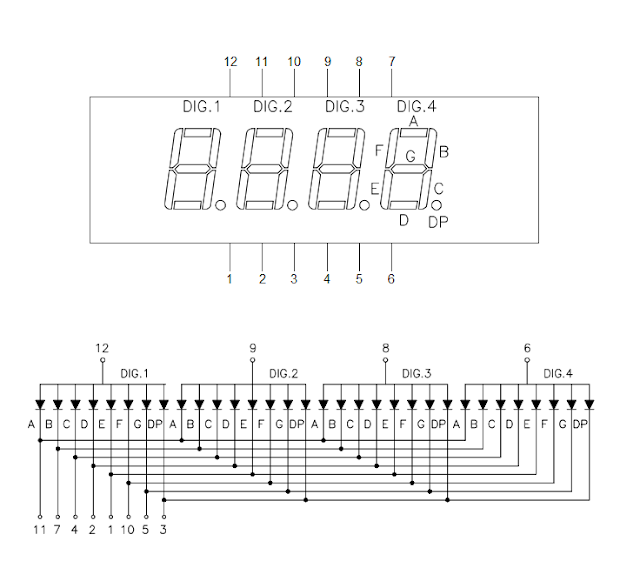 12 11 10 9 8 7
DIG.1 DIG.2 DIG.3 DIG.4
A
F G B
E C
D DP
1 2 3 4 5 6
12 9 8 6
DIG.1 DIG.2 DIG.3 DIG.4
A B C D E F G DP A B C D E F G DP A B C D E F G DP A B C D E F G DP
11 7 4 2 1 10 5 3